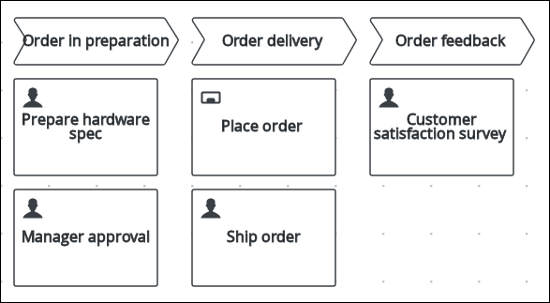 Order in preparation
Order delivery
Order feedback
Prepare hardware
spec
Place order
Customer
satisfaction survey
Manager approval
Ship order